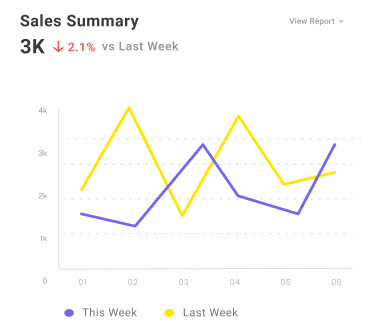 Sales Summary
View Report
3K 2.1% vs Last Week
4k
3k
2k
1k
0
01 02 03 04 05 06
This Week Last Week